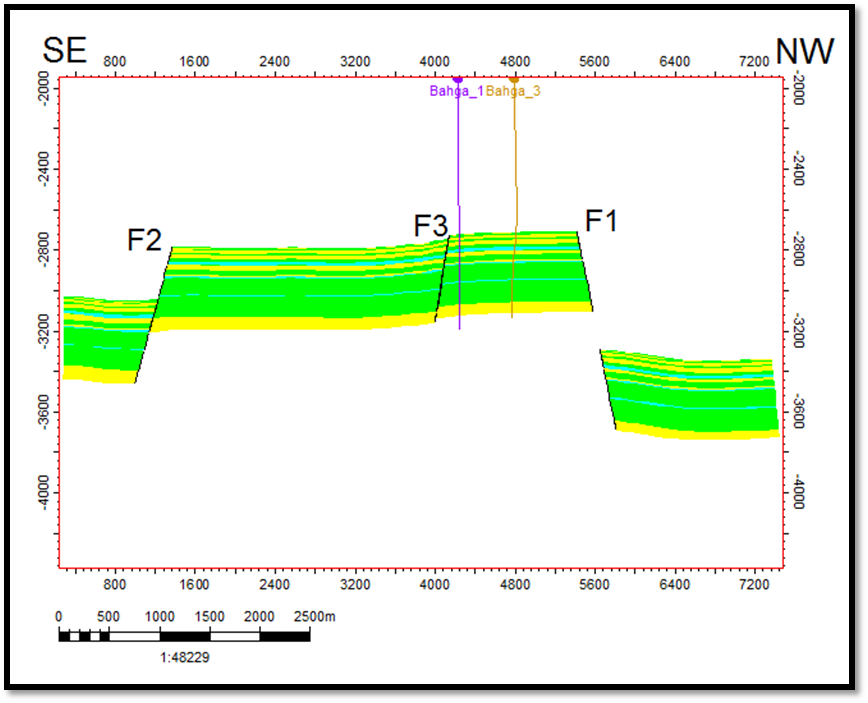 SE 800 1600 2400 3200 4000 4800 5600 6400 7200 NW
Bahga_1 Bahga_3
-2000 -2000
-2400 -2400
F2 F3 F1
-2800 -2800
-3200 -3200
-3600 -3600
-4000 -4000
800 1600 2400 3200 4000 4800 5600 6400 7200
0 500 1000 1500 2000 2500m
1:48229